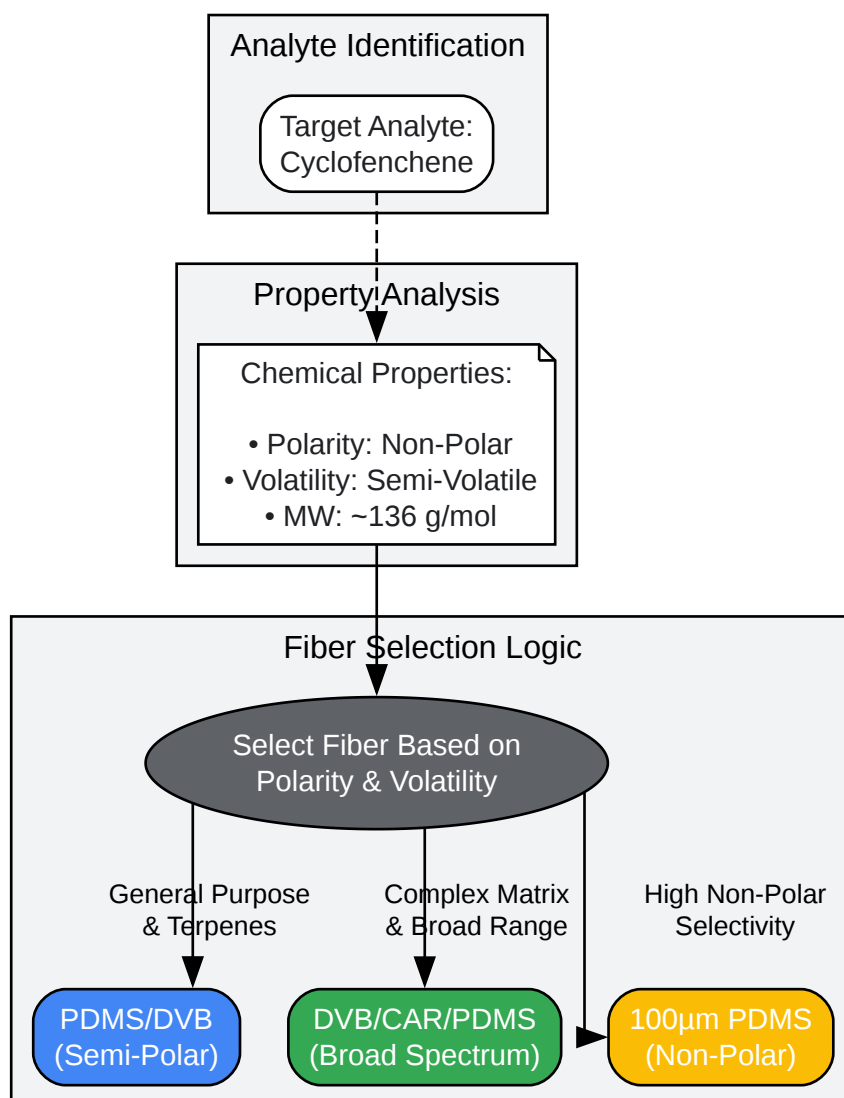 Analyte Identification
Target Analyte:
Cyclofenchene
Property Analysis
Chemical Properties:
• Polarity: Non-Polar
• Volatility: Semi-Volatile
• MW: ~136 g/mol
Fiber Selection Logic
Select Fiber Based on
Polarity & Volatility
General Purpose
& Terpenes
Complex Matrix
& Broad Range
High Non-Polar
Selectivity
PDMS/DVB
(Semi-Polar)
DVB/CAR/PDMS
(Broad Spectrum)
100µm PDMS
(Non-Polar)